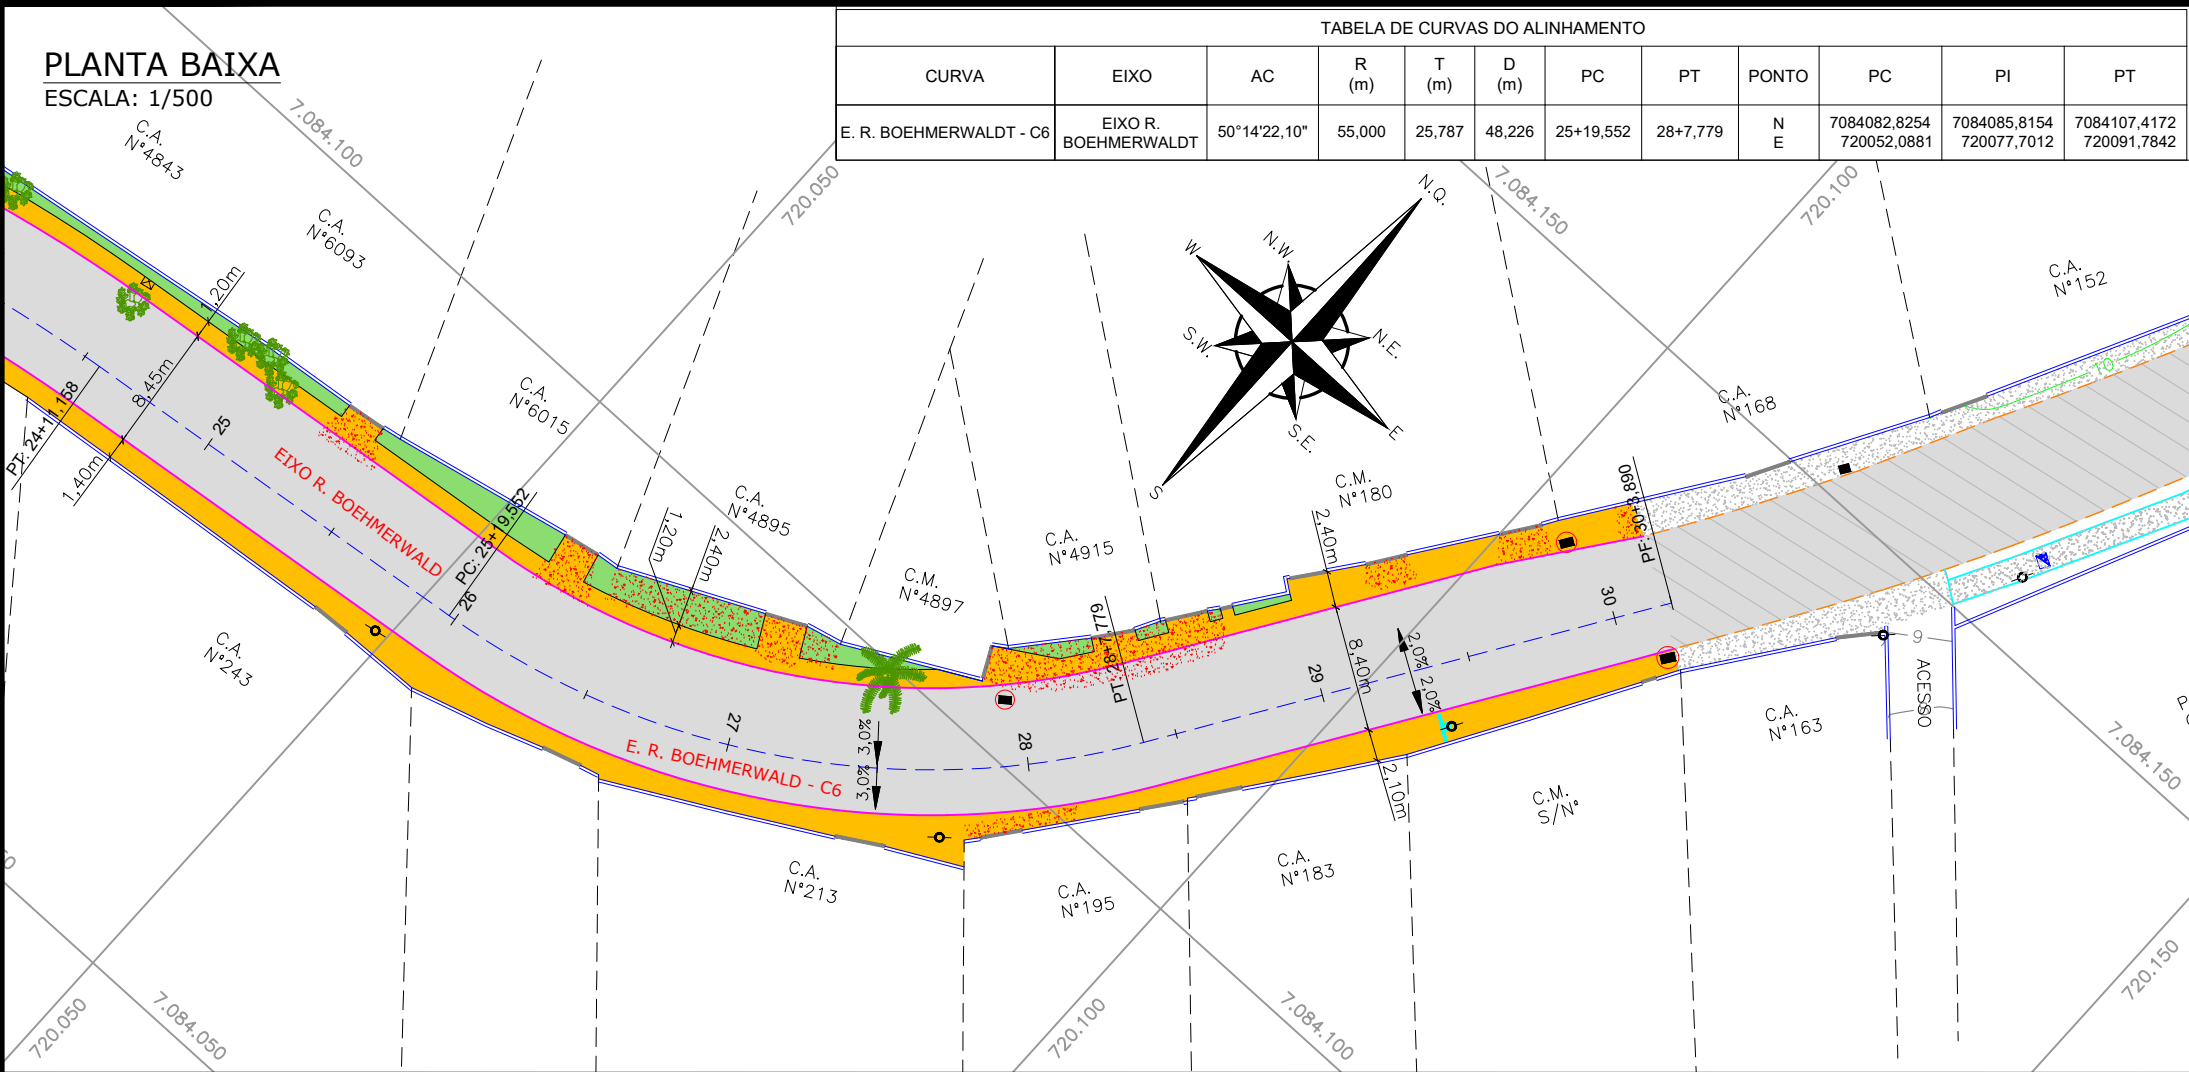 PLANTA BAIXA
ESCALA: 1/500
TABELA DE CURVAS DO ALINHAMENTO
CURVA EIXO AC R (m) T (m) D (m) PC PT PONTO PC PI PT
E. R. BOEHMERWALDT - C6 EIXO R. BOEHMERWALDT 50°14'22,10" 55,000 25,787 48,226 25+19,552 28+7,779 N E 7084082,8254 720052,0881 7084085,8154 720077,7012 7084107,4172 720091,7842
7.084.100
720.050
7.084.150
720.100
C.A.
N°4843
C.A.
N°6093
C.A.
N°6015
C.A.
N°4895
C.M.
N°4897
C.A.
N°4915
C.M.
N°180
C.A.
N°168
C.A.
N°152
N.Q.
N.W.
W
S.W.
N.E.
S.E.
E
S
1,20m
8,45m
1,40m
PT: 24+11,158
25
EIXO R. BOEHMERWALD
PC: 25+19,552
26
1,20m
2,40m
27
E. R. BOEHMERWALD - C6
3,0%
3,0%
28
PT: 28+7,779
29
2,40m
8,40m
2,10m
2,0%
2,0%
30
PF: 30+3,890
10
9
ACESSO
C.A.
N°243
C.A.
N°213
C.A.
N°195
C.A.
N°183
C.M.
S/N°
C.A.
N°163
7.084.150
720.050
7.084.050
720.100
7.084.100
720.150